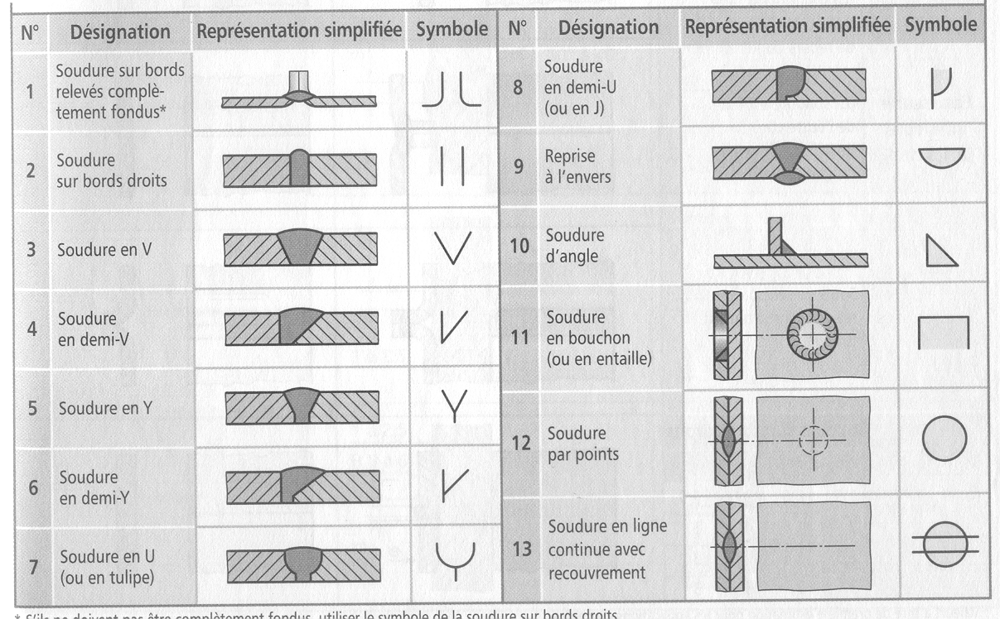 N° Désignation Représentation simplifiée Symbole
1 Soudure sur bords
relevés complè-
tement fondus*
2 Soudure
sur bords droits
3 Soudure en V
4 Soudure
en demi-V
5 Soudure en Y
6 Soudure
en demi-Y
7 Soudure en U
(ou en tulipe)
N° Désignation Représentation simplifiée Symbole
8 Soudure
en demi-U
(ou en J)
9 Reprise
à l'envers
10 Soudure
d'angle
11 Soudure
en bouchon
(ou en entaille)
12 Soudure
par points
13 Soudure en ligne
continue avec
recouvrement
* S'ils ne doivent pas être complètement fondus, utiliser le symbole de la soudure sur bords droits.